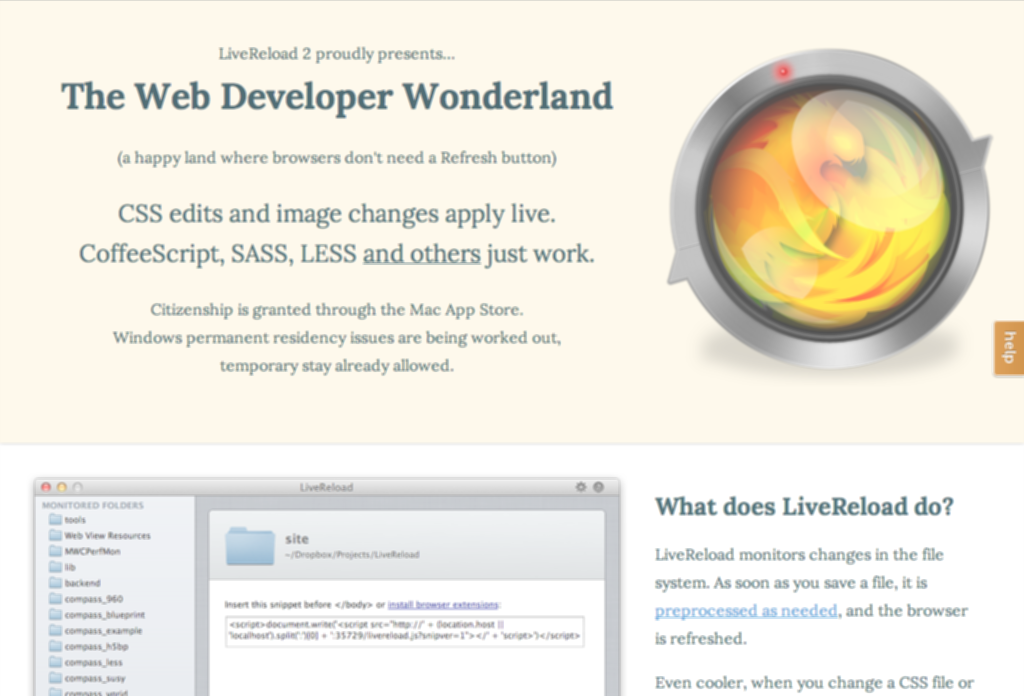 LiveReload 2 proudly presents...
The Web Developer Wonderland
(a happy land where browsers don't need a Refresh button)
CSS edits and image changes apply live.
CoffeeScript, SASS, LESS and others just work.
Citizenship is granted through the Mac App Store.
Windows permanent residency issues are being worked out,
temporary stay already allowed.
help
LiveReload
MONITORED FOLDERS
tools
Web View Resources
MWCPerfMon
lib
backend
compass_960
compass_blueprint
compass_example
compass_h5bp
compass_less
compass_susy
site
~/Dropbox/Projects/LiveReload
Insert this snippet before </body> or install browser extensions:
<script>document.write('<script src="http://' + (location.host ||
'localhost').split(':')[0] + ':35729/livereload.js?snipver=1"></' + 'script>')</script>
What does LiveReload do?
LiveReload monitors changes in the file
system. As soon as you save a file, it is
preprocessed as needed, and the browser
is refreshed.
Even cooler, when you change a CSS file or